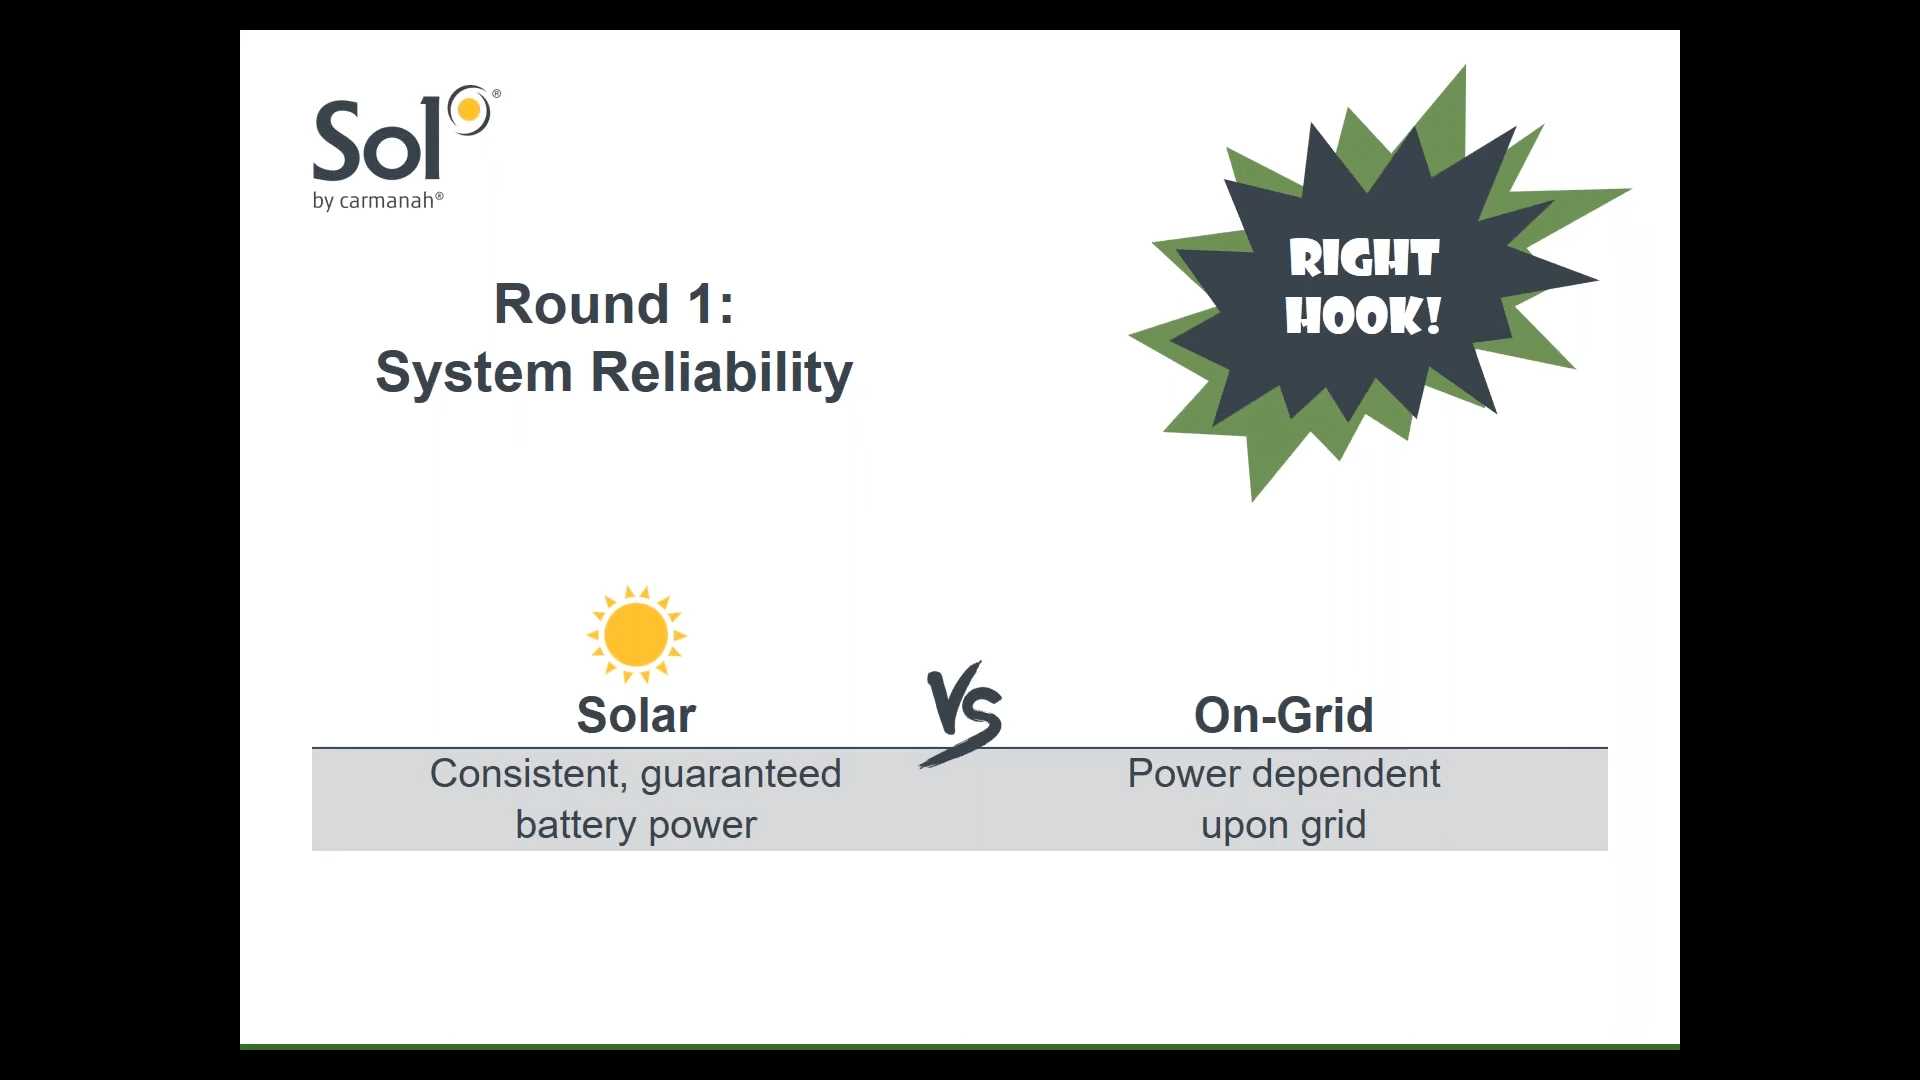 Sol®
by carmanah®
RIGHT
HOOK!
Round 1:
System Reliability
Solar
VS
On-Grid
Consistent, guaranteed
battery power
Power dependent
upon grid